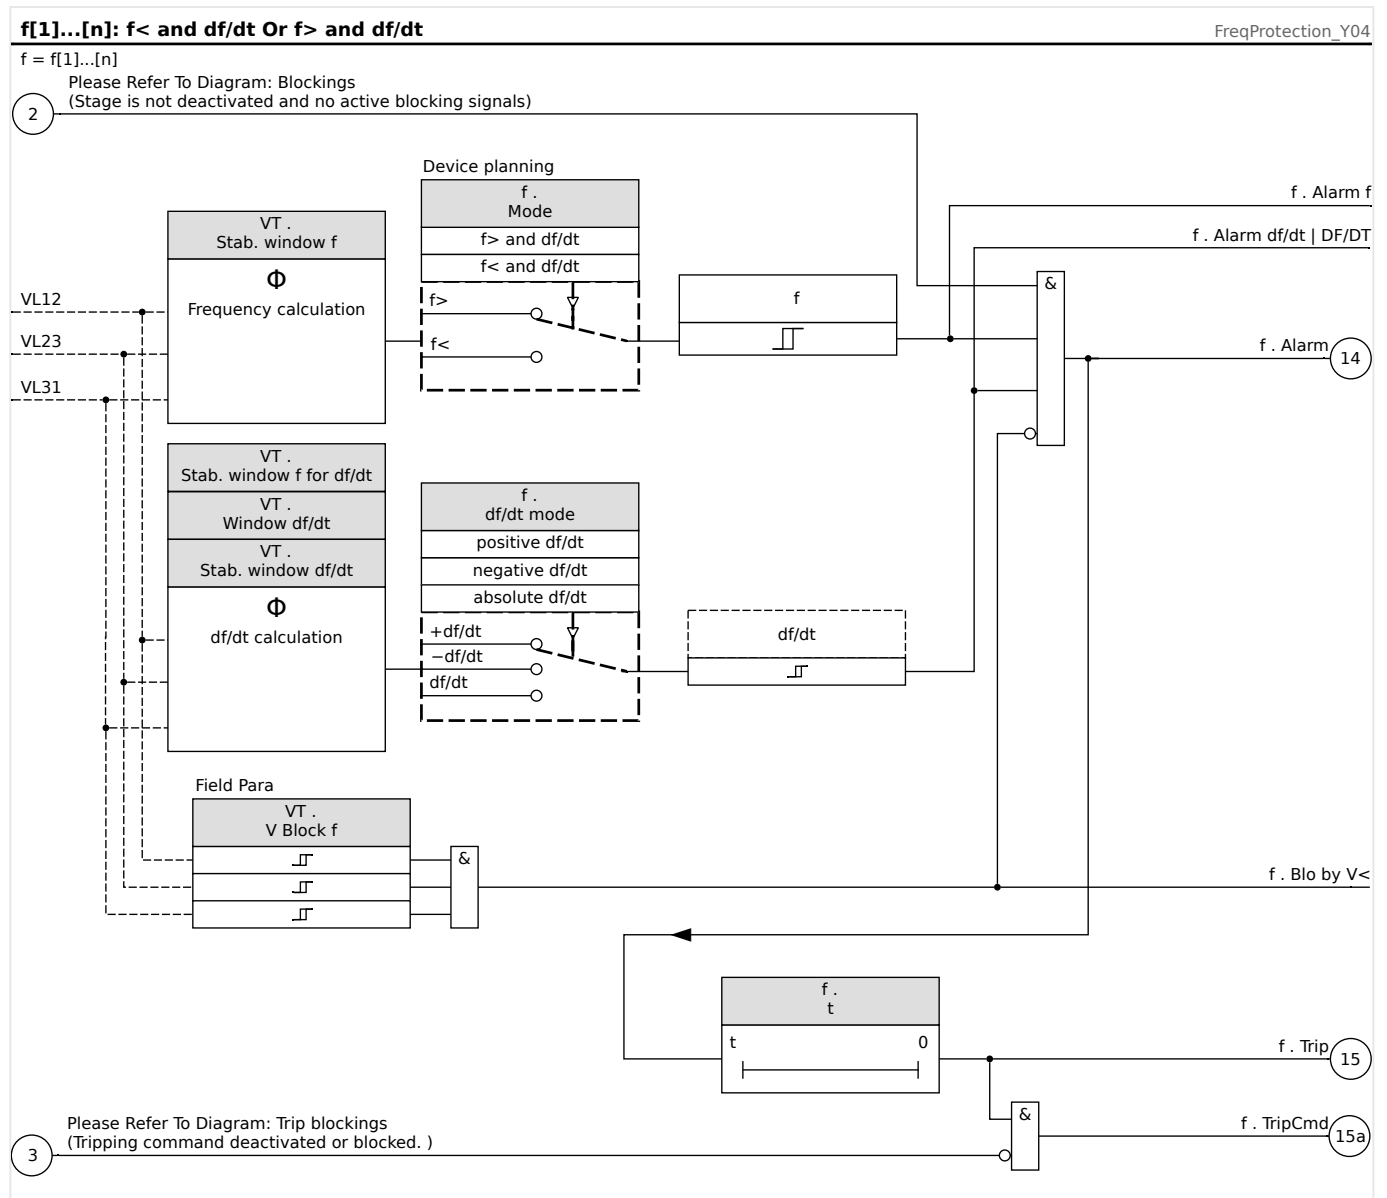 f[1]...[n]: f< and df/dt Or f> and df/dt
FreqProtection_Y04
f = f[1]...[n]
Please Refer To Diagram: Blockings
(Stage is not deactivated and no active blocking signals)
2
Device planning
f .
Mode
f> and df/dt
f< and df/dt
f>
f<
VT .
Stab. window f
Φ
Frequency calculation
VL12
VL23
VL31
f
f . Alarm f
f . Alarm df/dt | DF/DT
&
f . Alarm
14
VT .
Stab. window f for df/dt
VT .
Window df/dt
VT .
Stab. window df/dt
Φ
df/dt calculation
f .
df/dt mode
positive df/dt
negative df/dt
absolute df/dt
+df/dt
−df/dt
df/dt
df/dt
Field Para
VT .
V Block f
&
f . Blo by V<
f .
t
t
0
f . Trip
15
&
f . TripCmd
15a
Please Refer To Diagram: Trip blockings
(Tripping command deactivated or blocked. )
3